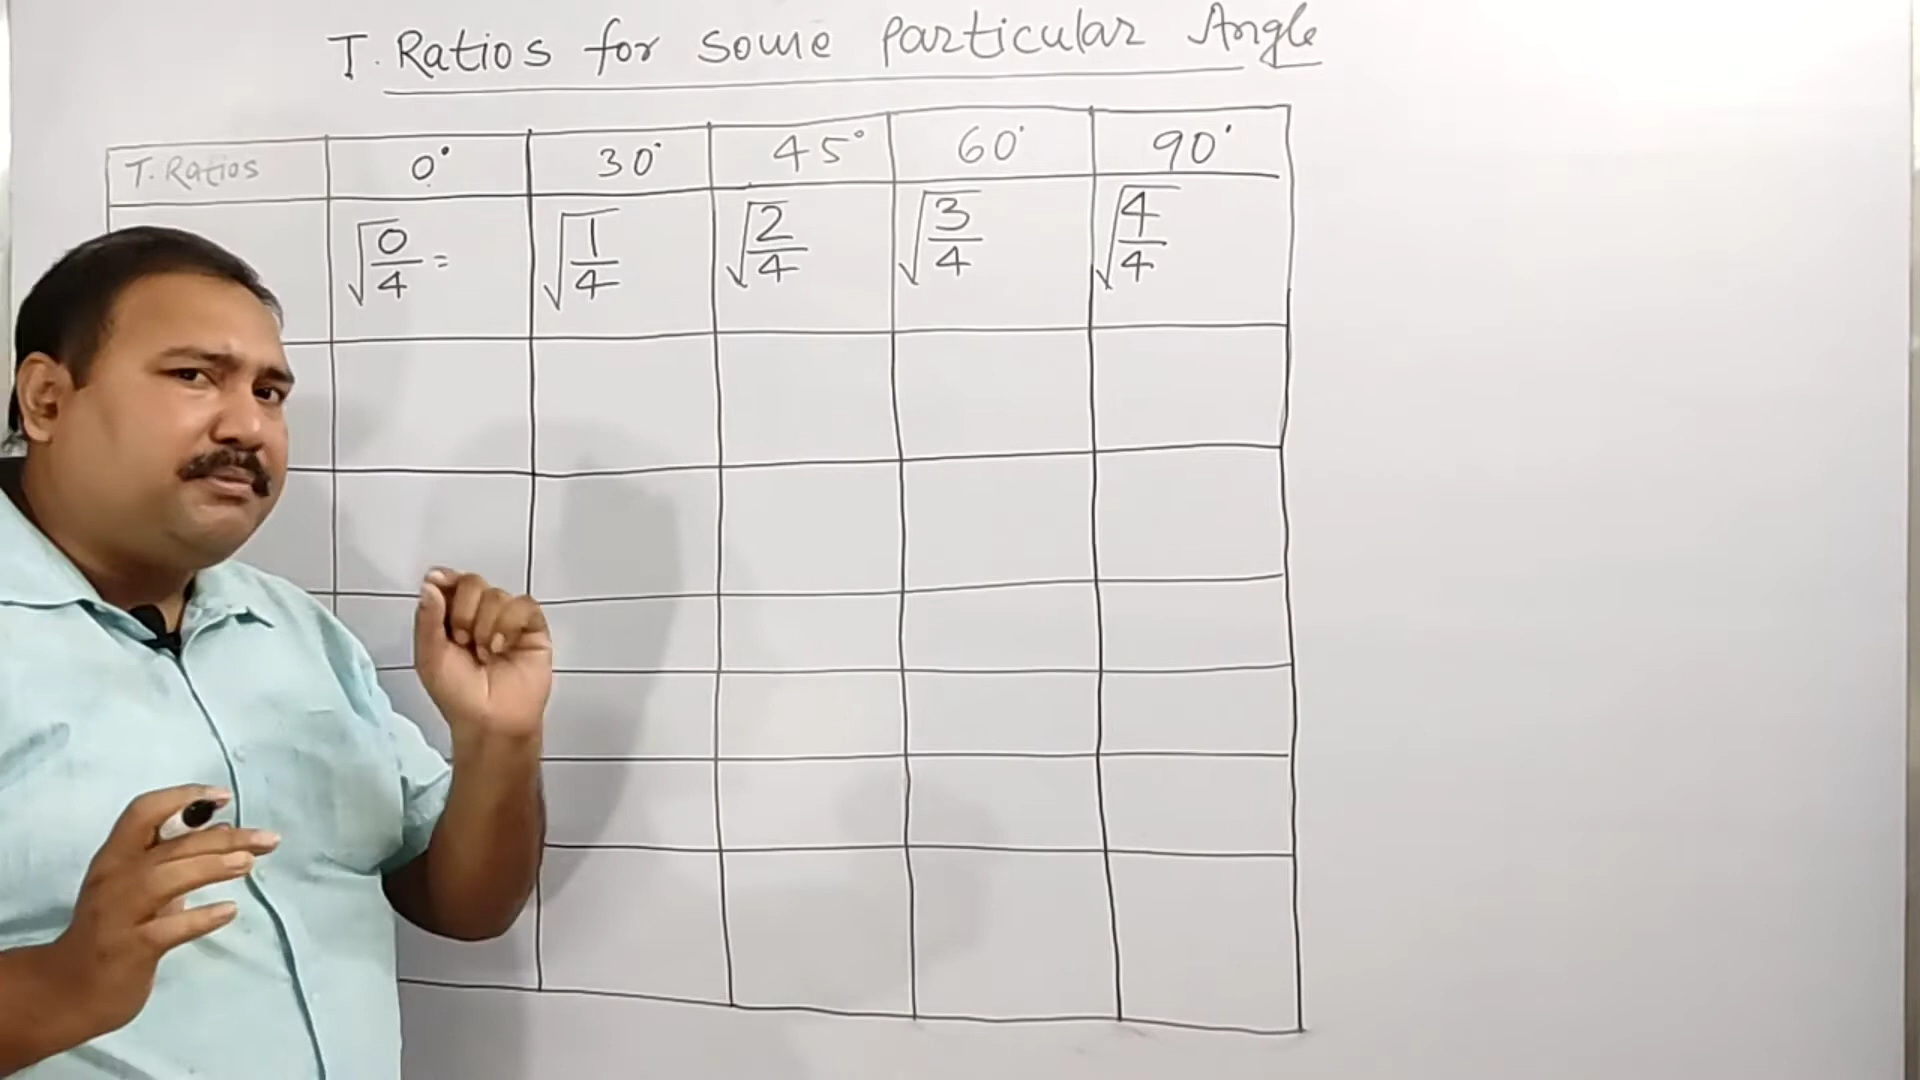 T. Ratios for some particular Angle
T. Ratios 0° 30° 45° 60° 90°
√0/4 = √1/4 √2/4 √3/4 √4/4